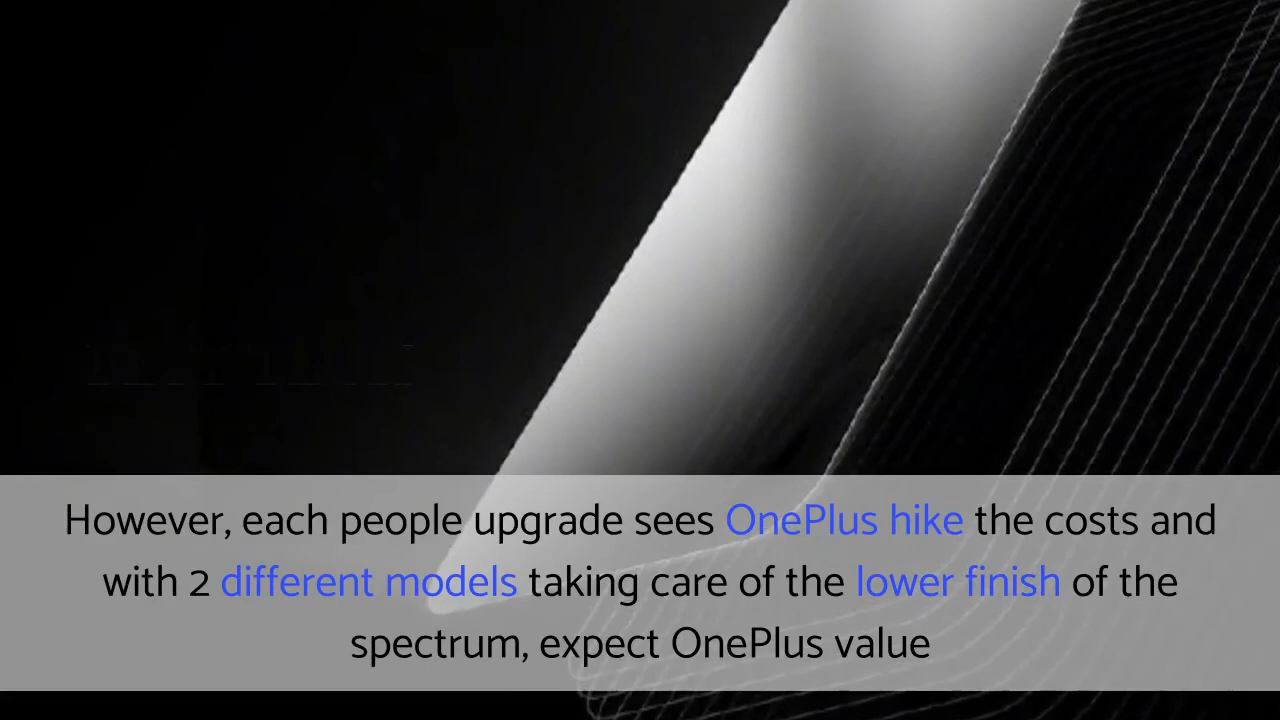 However, each people upgrade sees OnePlus hike the costs and
with 2 different models taking care of the lower finish of the
spectrum, expect OnePlus value